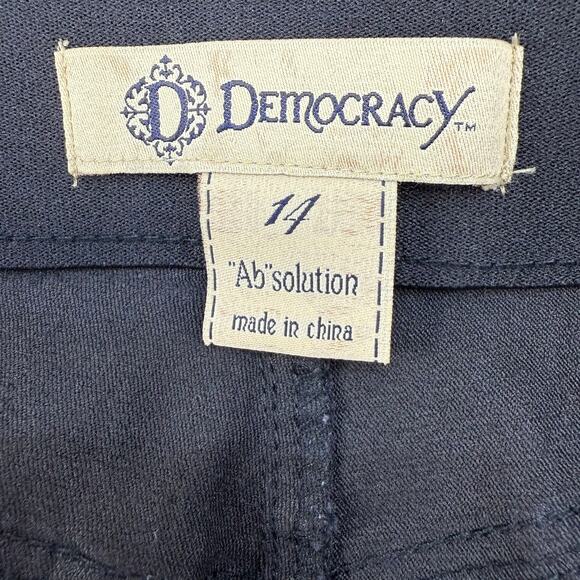 D DEMOCRACY™
14
"Ab"solution
made in china